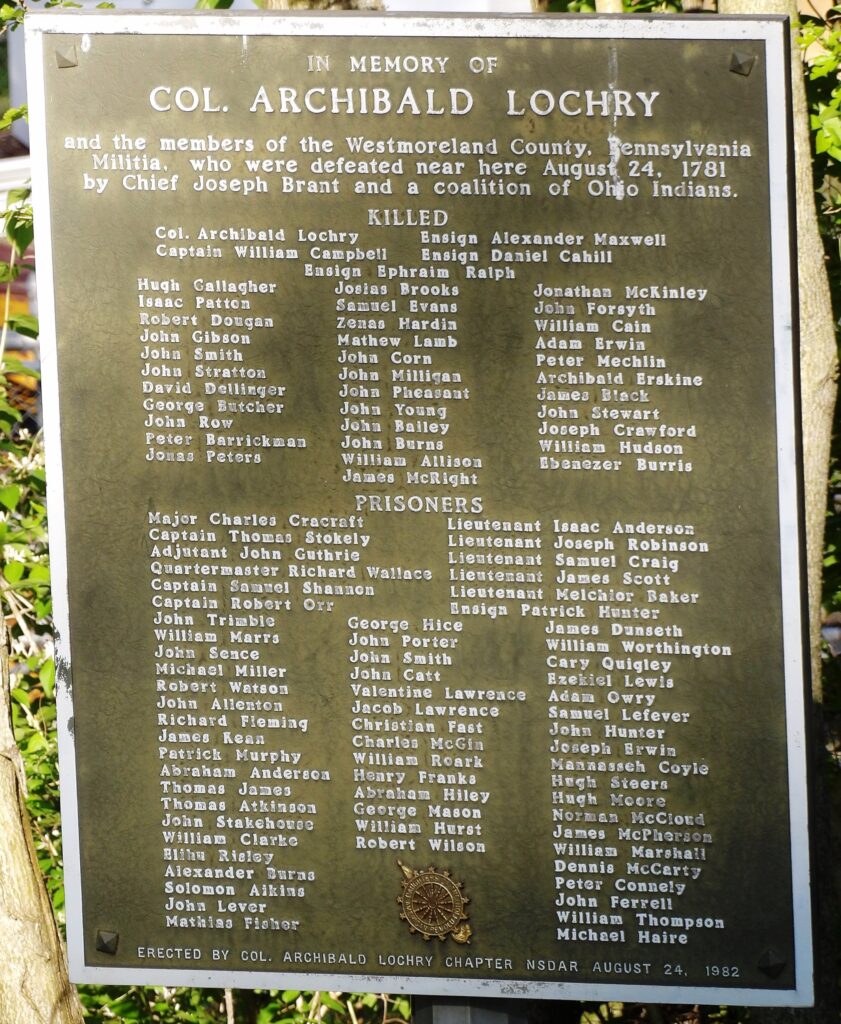 IN MEMORY OF
COL. ARCHIBALD LOCHRY
and the members of the Westmoreland County, Pennsylvania
Militia, who were defeated near here August 24, 1781
by Chief Joseph Brant and a coalition of Ohio Indians.
KILLED
Col. Archibald Lochry Ensign Alexander Maxwell
Captain William Campbell Ensign Daniel Cahill
Ensign Ephraim Ralph
Hugh Gallagher Josias Brooks Jonathan McKinley
Isaac Patton Samuel Evans John Forsyth
Robert Dougan Zenas Hardin William Cain
John Gibson Mathew Lamb Adam Erwin
John Smith John Corn Peter Mechlin
John Stratton John Milligan Archibald Erskine
David Dellinger John Pheasant James Black
George Butcher John Young John Stewart
John Row John Bailey Joseph Crawford
Peter Barrickman John Burns William Hudson
Jonas Peters William Allison Ebenezer Burris
James McRight
PRISONERS
Major Charles Cracraft Lieutenant Isaac Anderson
Captain Thomas Stokely Lieutenant Joseph Robinson
Adjutant John Guthrie Lieutenant Samuel Craig
Quartermaster Richard Wallace Lieutenant James Scott
Captain Samuel Shannon Lieutenant Melchior Baker
Captain Robert Orr Ensign Patrick Hunter
John Trimble George Hice James Dunseth
William Marrs John Porter William Worthington
John Sence John Smith Cary Quigley
Michael Miller John Catt Ezekiel Lewis
Robert Watson Valentine Lawrence Adam Owry
John Allenton Jacob Lawrence Samuel Lefever
Richard Fleming Christian Fast John Hunter
James Kean Charles McGin Joseph Erwin
Patrick Murphy William Roark Mannasseh Coyle
Abraham Anderson Henry Franks Hugh Steers
Thomas James Abraham Hiley Hugh Moore
Thomas Atkinson George Mason Norman McCloud
John Stakehouse William Hurst James McPherson
William Clarke Robert Wilson William Marshall
Elihu Risley Dennis McCarty
Alexander Burns Peter Connely
Solomon Aikins John Ferrell
John Lever William Thompson
Mathias Fisher Michael Haire
ERECTED BY COL. ARCHIBALD LOCHRY CHAPTER NSDAR AUGUST 24, 1982